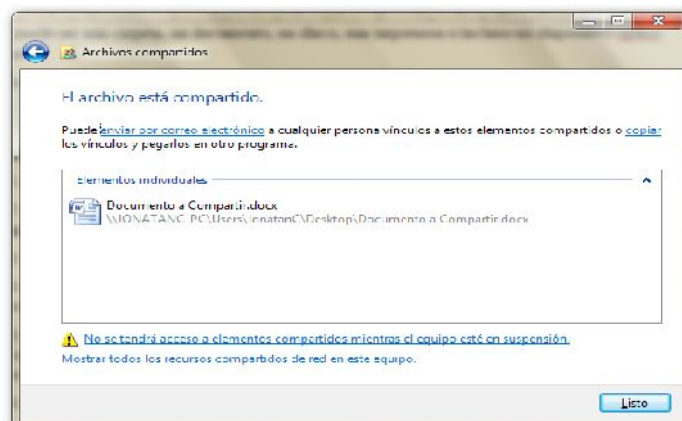 Archivos compartidos
El archivo está compartido.
Puede enviar por correo electrónico a cualquier persona vínculos a estos elementos compartidos o copiar
los vínculos y pegarlos en otro programa.
Elementos individuales
Documento a Compartir.docx
\\JONATANC-PC\Users\JonatanC\Desktop\Documento a Compartir.docx
No se tendrá acceso a elementos compartidos mientras el equipo esté en suspensión.
Mostrar todos los recursos compartidos de red en este equipo.
Listo